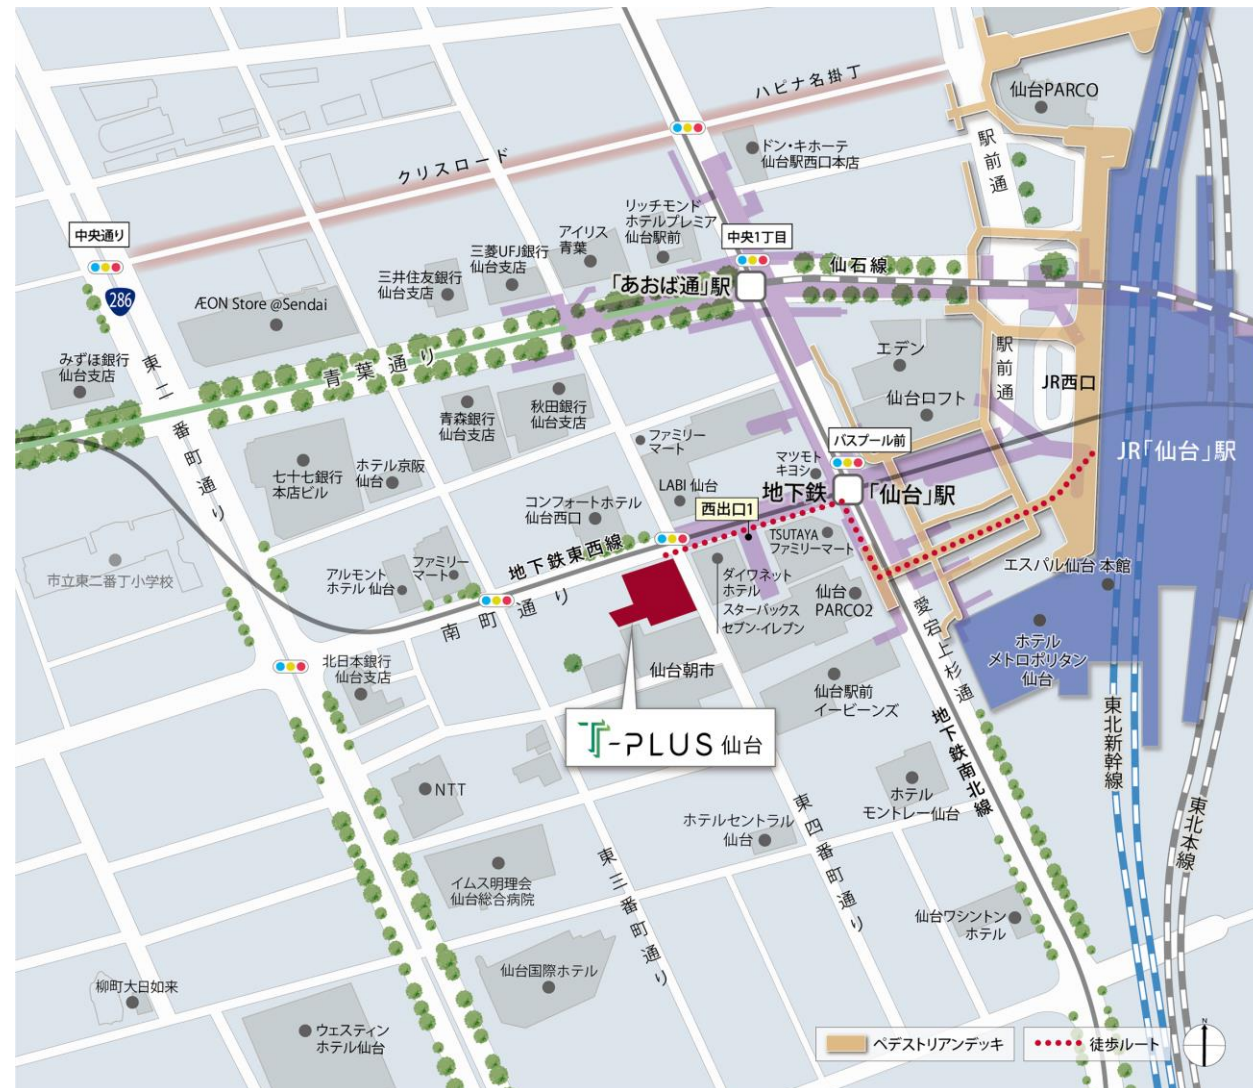 仙台PARCO
ハピナ名掛丁
ドン・キホーテ
仙台駅西口本店
駅前通
クリスロード
中央通り
286
リッチモンド
ホテルプレミア
仙台駅前
中央1丁目
アイリス
青葉
三菱UFJ銀行
仙台支店
三井住友銀行
仙台支店
仙石線
「あおば通」駅
ÆON Store @Sendai
みずほ銀行
仙台支店
東二番町通り
青葉通り
エデン
駅前通
JR西口
仙台ロフト
秋田銀行
仙台支店
青森銀行
仙台支店
ファミリー
マート
バスプール前
マツモト
キヨシ
JR「仙台」駅
七十七銀行
本店ビル
ホテル京阪
仙台
LABI 仙台
地下鉄「仙台」駅
コンフォートホテル
仙台西口
西出口1
TSUTAYA
ファミリーマート
地下鉄東西線
市立東二番丁小学校
アルモント
ホテル 仙台
ファミリー
マート
エスパル仙台 本館
ダイワネット
ホテル
スターバックス
セブン-イレブン
仙台
PARCO2
南町通り
愛宕上杉通
ホテル
メトロポリタン
仙台
北日本銀行
仙台支店
仙台朝市
仙台駅前
イービーンズ
T-PLUS 仙台
地下鉄南北線
東北新幹線
東北本線
NTT
ホテル
モントレー仙台
東四番町通り
ホテルセントラル
仙台
東三番町通り
イムス明理会
仙台総合病院
仙台ワシントン
ホテル
仙台国際ホテル
柳町大日如来
ウェスティン
ホテル仙台
ペデストリアンデッキ
徒歩ルート
N